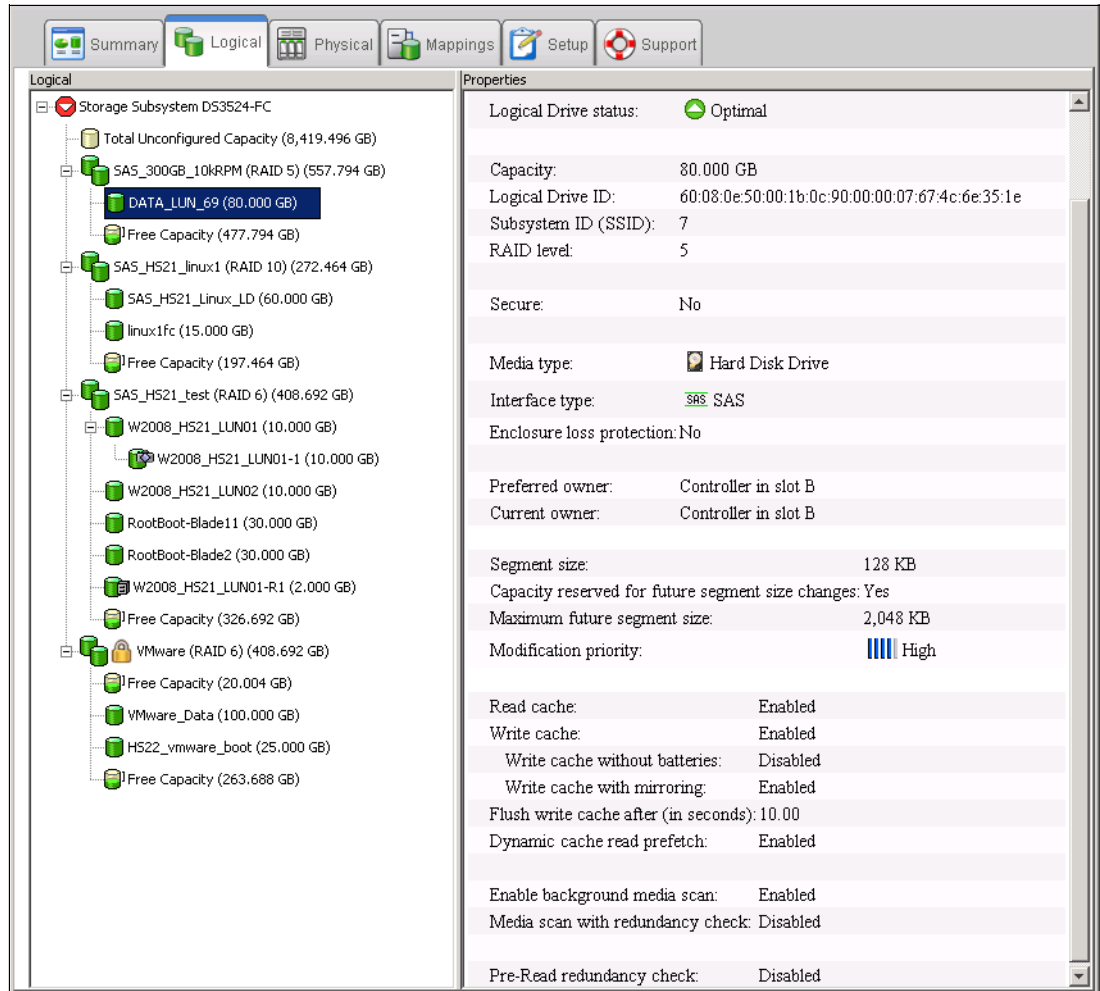 Summary Logical Physical Mappings Setup Support
Logical
Storage Subsystem DS3524-FC
Total Unconfigured Capacity (8,419.496 GB)
SAS_300GB_10kRPM (RAID 5) (557.794 GB)
DATA_LUN_69 (80.000 GB)
Free Capacity (477.794 GB)
SAS_HS21_linux1 (RAID 10) (272.464 GB)
SAS_HS21_Linux_LD (60.000 GB)
linux1fc (15.000 GB)
Free Capacity (197.464 GB)
SAS_HS21_test (RAID 6) (408.692 GB)
W2008_HS21_LUN01 (10.000 GB)
W2008_HS21_LUN01-1 (10.000 GB)
W2008_HS21_LUN02 (10.000 GB)
RootBoot-Blade11 (30.000 GB)
RootBoot-Blade2 (30.000 GB)
W2008_HS21_LUN01-R1 (2.000 GB)
Free Capacity (326.692 GB)
VMware (RAID 6) (408.692 GB)
Free Capacity (20.004 GB)
VMware_Data (100.000 GB)
HS22_vmware_boot (25.000 GB)
Free Capacity (263.688 GB)
Properties
Logical Drive status: Optimal
Capacity: 80.000 GB
Logical Drive ID: 60:08:0e:50:00:1b:0c:90:00:00:07:67:4c:6e:35:1e
Subsystem ID (SSID): 7
RAID level: 5
Secure: No
Media type: Hard Disk Drive
Interface type: SAS SAS
Enclosure loss protection: No
Preferred owner: Controller in slot B
Current owner: Controller in slot B
Segment size: 128 KB
Capacity reserved for future segment size changes: Yes
Maximum future segment size: 2,048 KB
Modification priority: High
Read cache: Enabled
Write cache: Enabled
Write cache without batteries: Disabled
Write cache with mirroring: Enabled
Flush write cache after (in seconds): 10.00
Dynamic cache read prefetch: Enabled
Enable background media scan: Enabled
Media scan with redundancy check: Disabled
Pre-Read redundancy check: Disabled